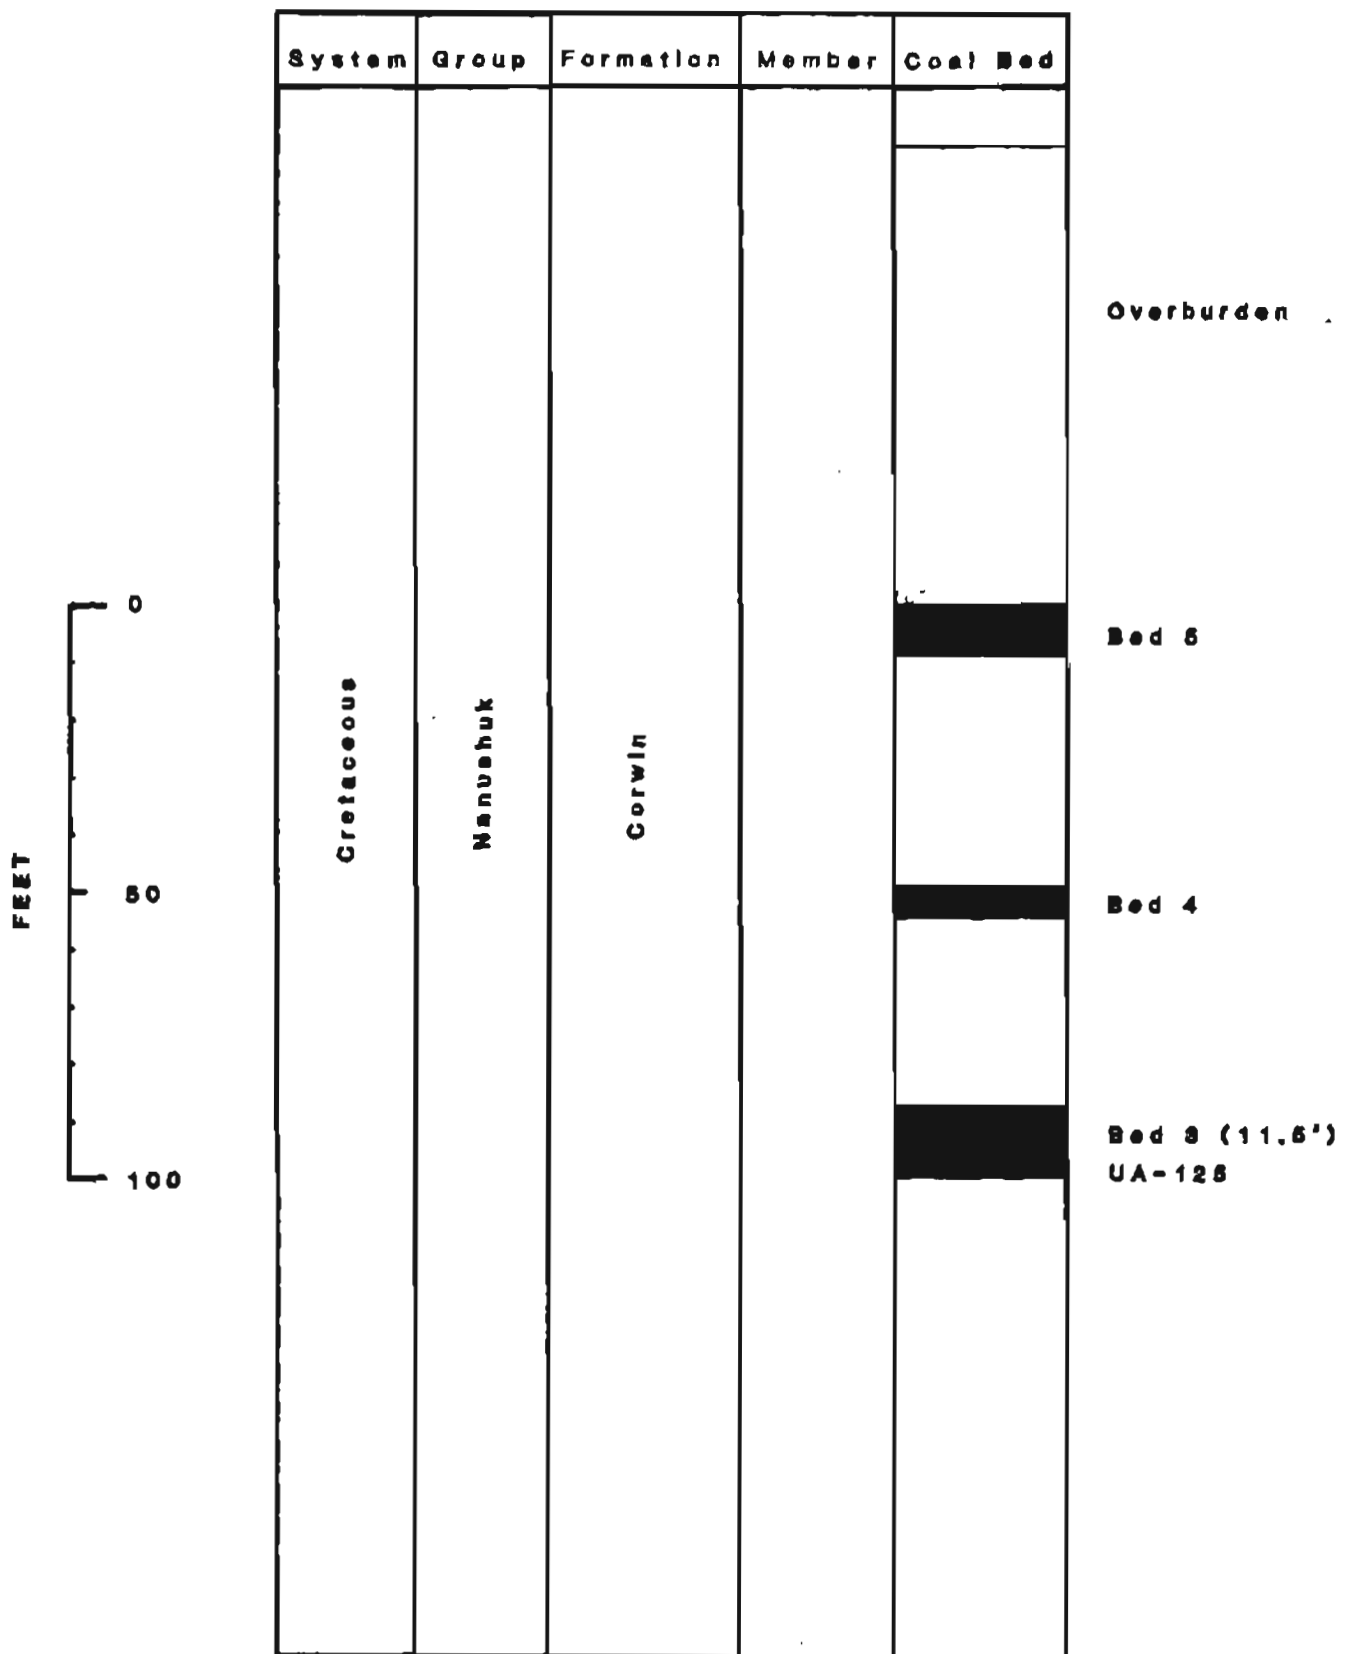 System Group Formation Member Coal Bed
Overburden
0
Bed 5
Cretaceous
Nanushuk
Corwin
FEET
50
Bed 4
Bed 3 (11.5')
UA-125
100